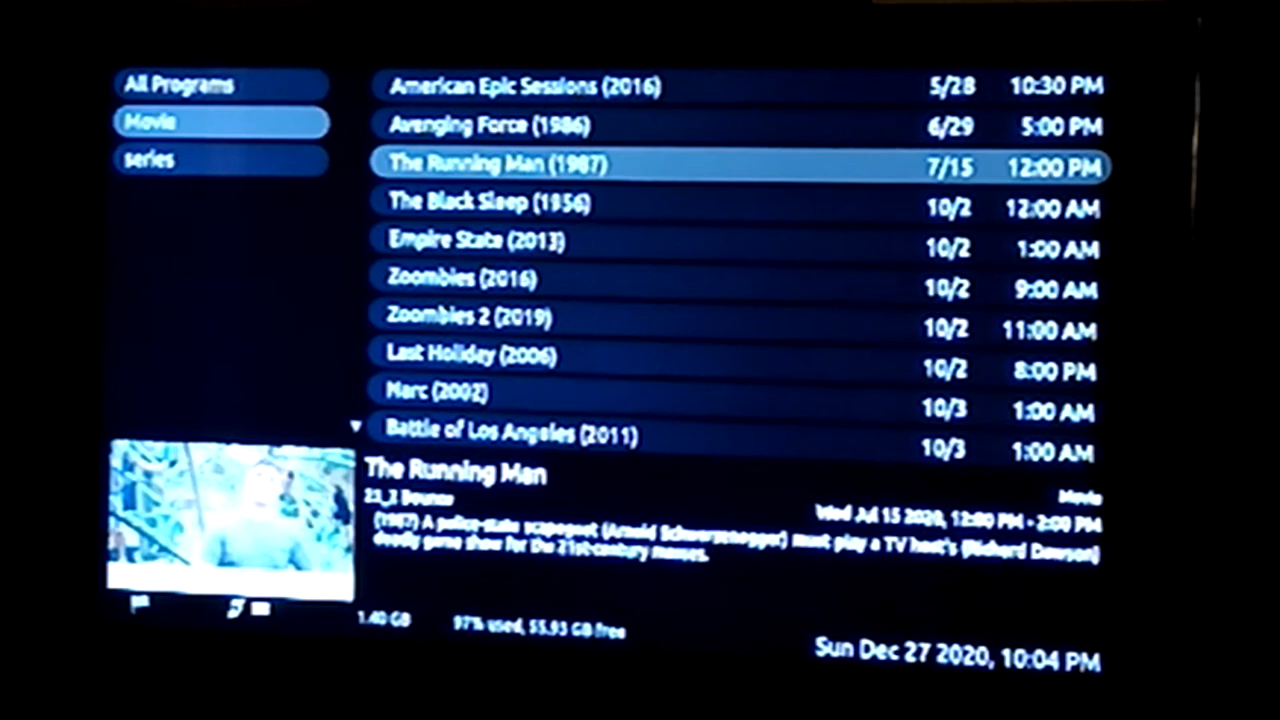 All Programs
Movie
series
American Epic Sessions (2016) 5/28 10:30 PM
Avenging Force (1986) 6/29 5:00 PM
The Running Man (1987) 7/15 12:00 PM
The Black Sleep (1956) 10/2 12:00 AM
Empire State (2013) 10/2 1:00 AM
Zoombies (2016) 10/2 9:00 AM
Zoombies 2 (2019) 10/2 11:00 AM
Last Holiday (2006) 10/2 8:00 PM
Narc (2002) 10/3 1:00 AM
Battle of Los Angeles (2011) 10/3 1:00 AM
The Running Man
Movie
Bounce
Wed Jul 15 2020, 12:00 PM - 2:00 PM
(1987) A police-state scapegoat (Arnold Schwarzenegger) must play a TV host's (Richard Dawson)
deadly game show for the 21st-century masses.
1.40 GB 97% used, 55.93 GB free
Sun Dec 27 2020, 10:04 PM